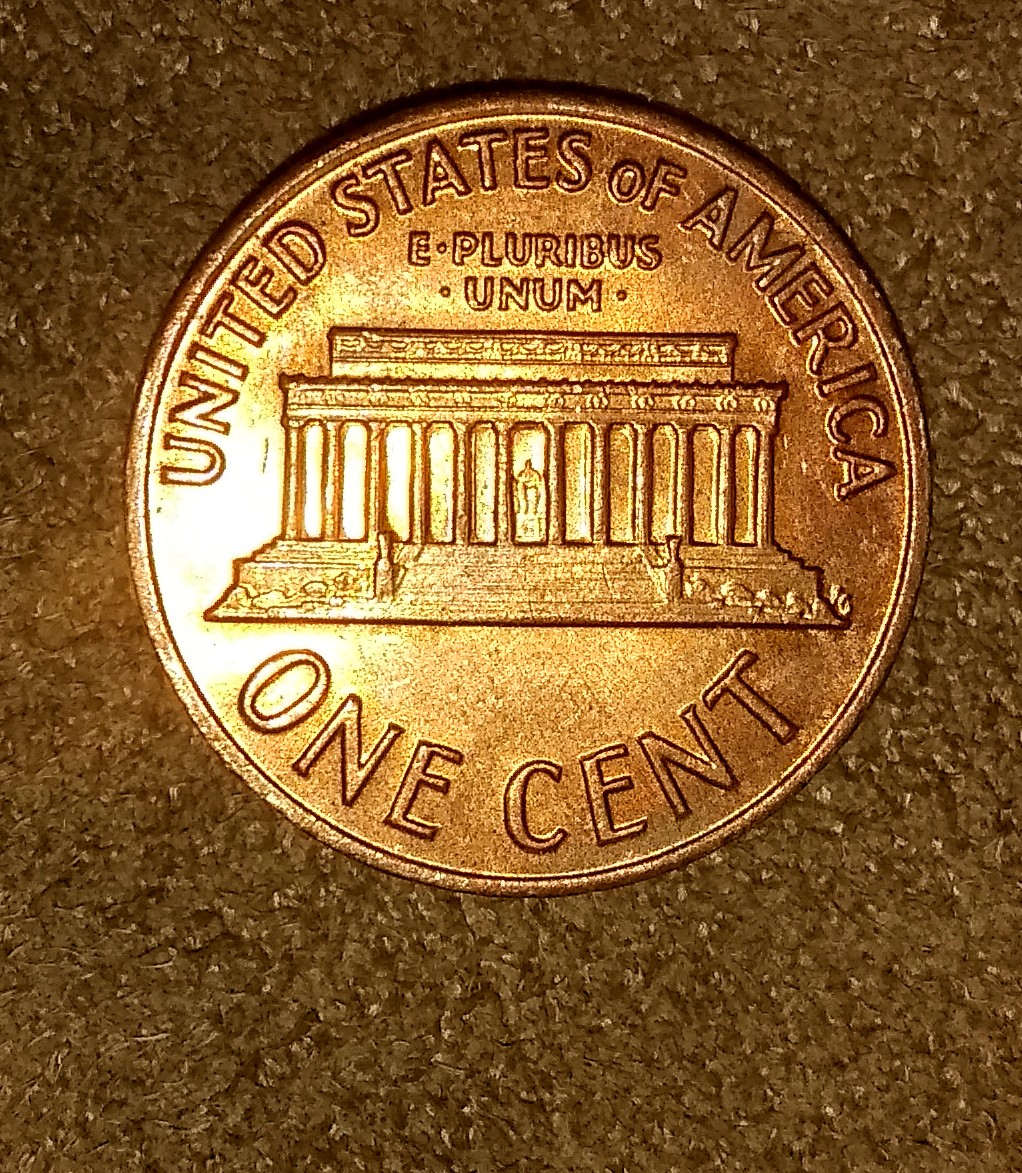 UNITED STATES OF AMERICA
E·PLURIBUS
·UNUM·
ONE CENT